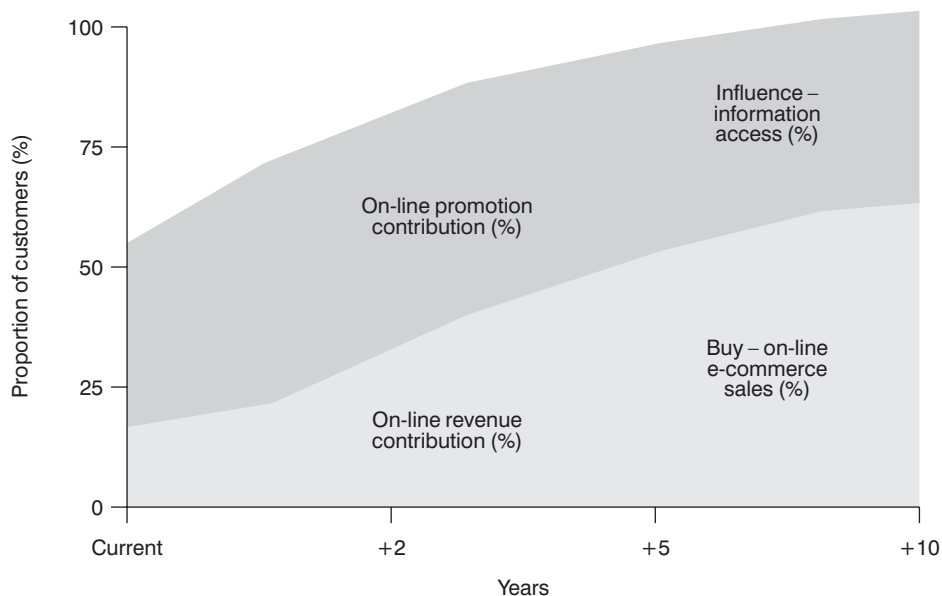 100
75
50
25
0
Proportion of customers (%)
Influence –
information
access (%)
On-line promotion
contribution (%)
Buy – on-line
e-commerce
sales (%)
On-line revenue
contribution (%)
Current
+2
+5
+10
Years